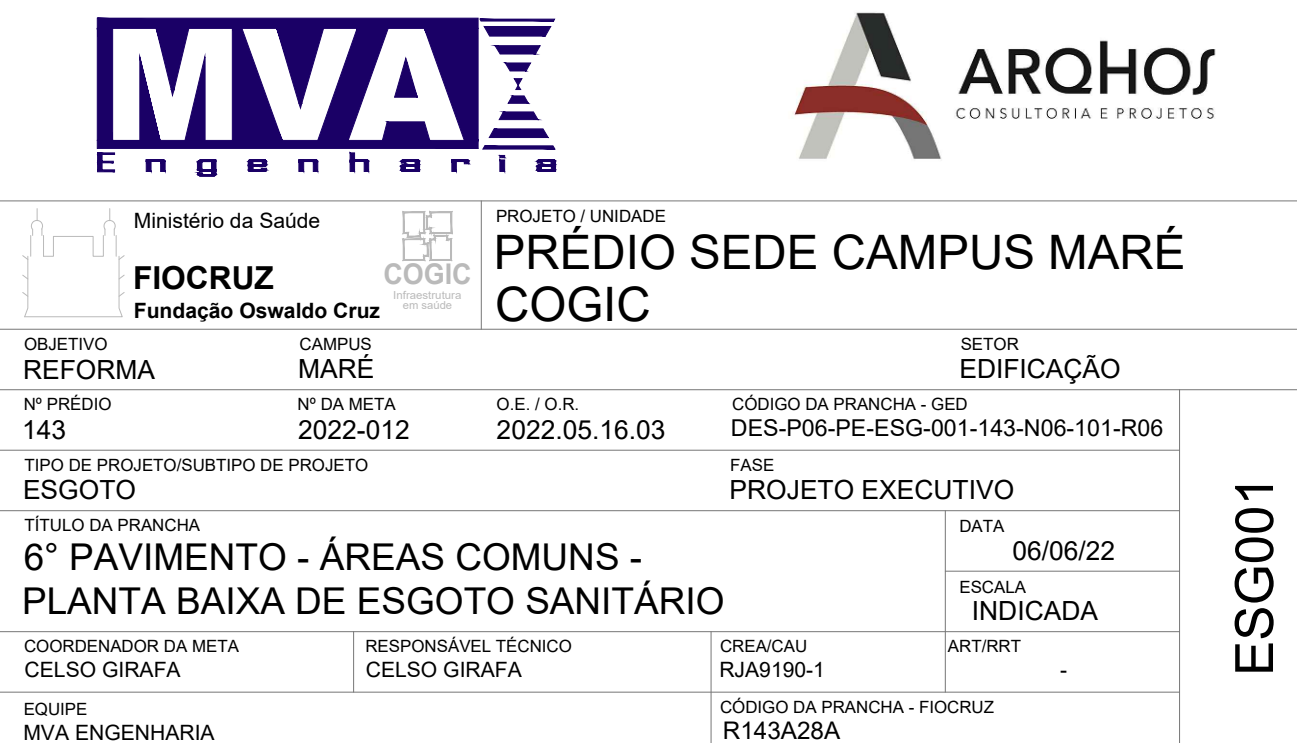 MVA
Engenharia
ARQHOS
CONSULTORIA E PROJETOS
Ministério da Saúde
FIOCRUZ
Fundação Oswaldo Cruz
COGIC
Infraestrutura
em saúde
PROJETO / UNIDADE
PRÉDIO SEDE CAMPUS MARÉ
COGIC
OBJETIVO
REFORMA
CAMPUS
MARÉ
SETOR
EDIFICAÇÃO
Nº PRÉDIO
143
Nº DA META
2022-012
O.E. / O.R.
2022.05.16.03
CÓDIGO DA PRANCHA - GED
DES-P06-PE-ESG-001-143-N06-101-R06
TIPO DE PROJETO/SUBTIPO DE PROJETO
ESGOTO
FASE
PROJETO EXECUTIVO
TÍTULO DA PRANCHA
6° PAVIMENTO - ÁREAS COMUNS -
PLANTA BAIXA DE ESGOTO SANITÁRIO
DATA
06/06/22
ESCALA
INDICADA
COORDENADOR DA META
CELSO GIRAFA
RESPONSÁVEL TÉCNICO
CELSO GIRAFA
CREA/CAU
RJA9190-1
ART/RRT
-
EQUIPE
MVA ENGENHARIA
CÓDIGO DA PRANCHA - FIOCRUZ
R143A28A
ESG001